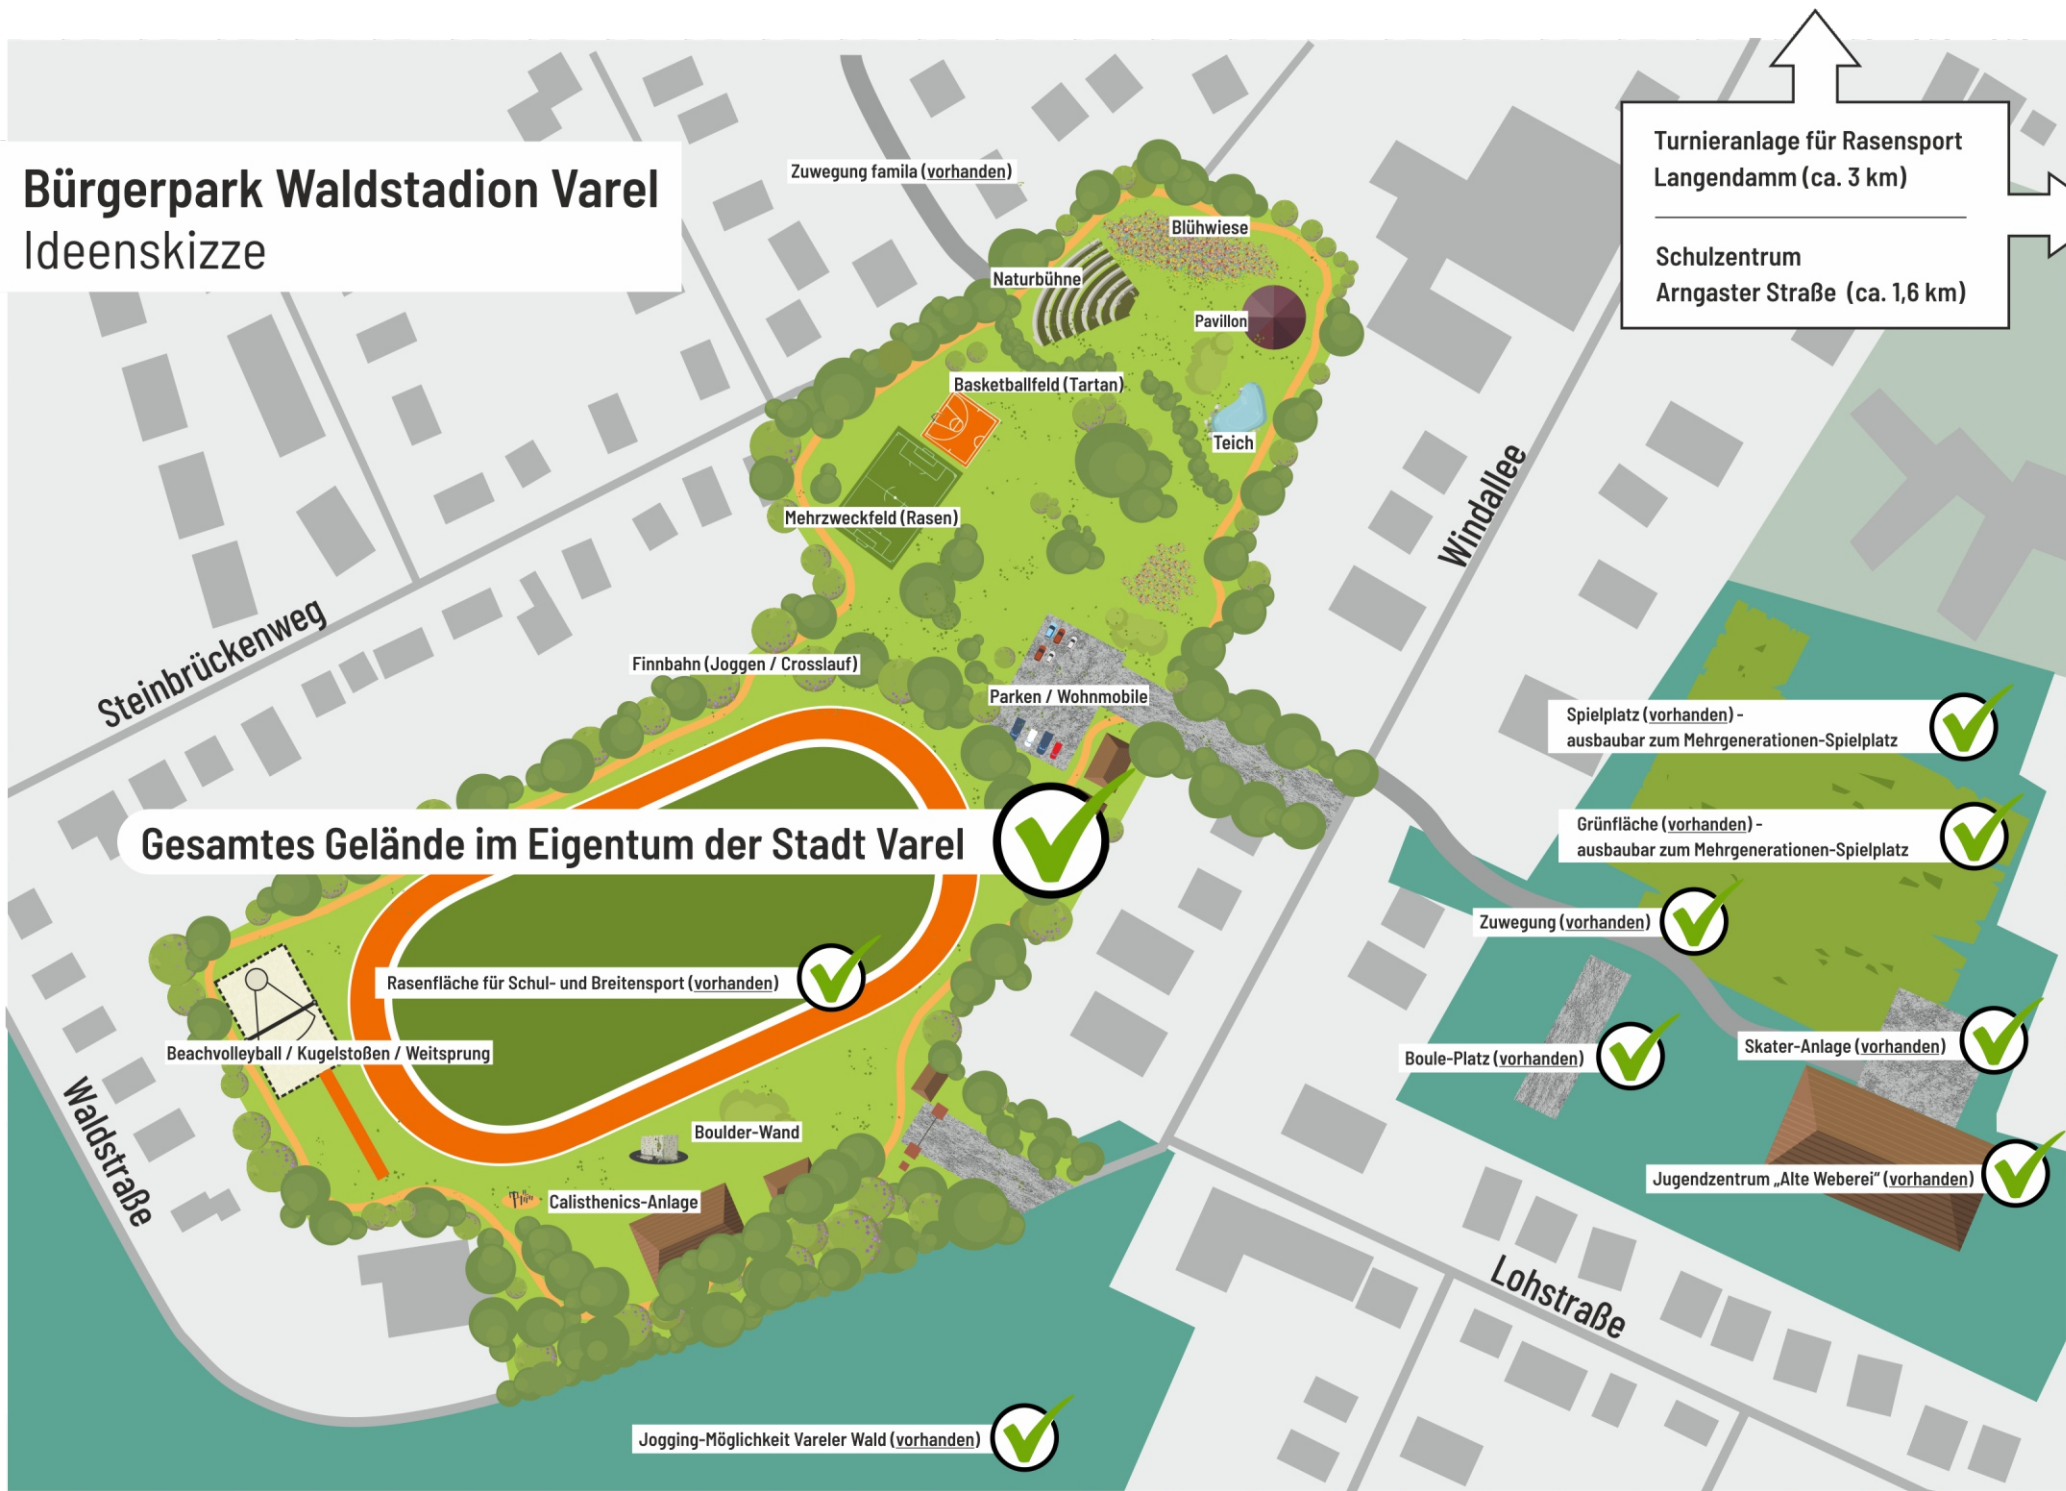 Bürgerpark Waldstadion Varel
Ideenskizze
Turnieranlage für Rasensport
Langendamm (ca. 3 km)
Schulzentrum
Arngaster Straße (ca. 1,6 km)
Zuwegung famila (vorhanden)
Blühwiese
Naturbühne
Pavillon
Basketballfeld (Tartan)
Teich
Mehrzweckfeld (Rasen)
Windallee
Steinbrückenweg
Finnbahn (Joggen / Crosslauf)
Parken / Wohnmobile
Spielplatz (vorhanden) -
ausbaubar zum Mehrgenerationen-Spielplatz
Grünfläche (vorhanden) -
ausbaubar zum Mehrgenerationen-Spielplatz
Gesamtes Gelände im Eigentum der Stadt Varel
Zuwegung (vorhanden)
Rasenfläche für Schul- und Breitensport (vorhanden)
Beachvolleyball / Kugelstoßen / Weitsprung
Boule-Platz (vorhanden)
Skater-Anlage (vorhanden)
Waldstraße
Boulder-Wand
Calisthenics-Anlage
Jugendzentrum „Alte Weberei“ (vorhanden)
Lohstraße
Jogging-Möglichkeit Vareler Wald (vorhanden)